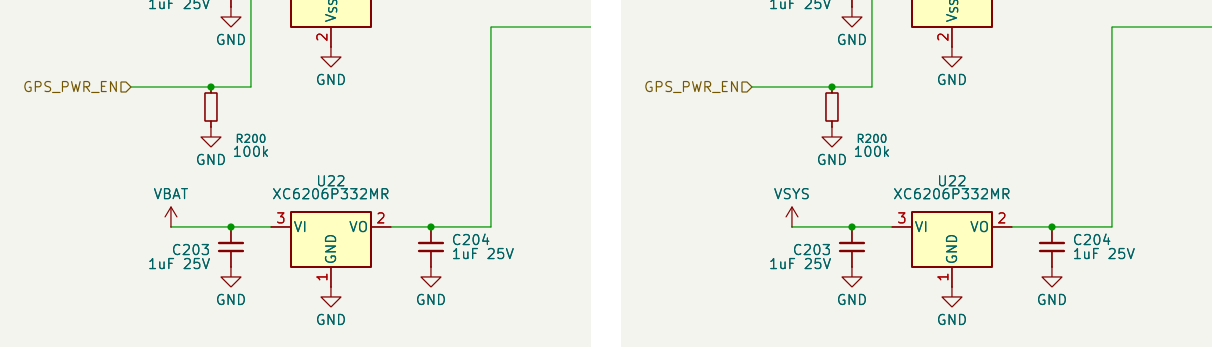 1uF 25V
GND
Vss
2
GND
GPS_PWR_EN
R200
100k
GND
U22
XC6206P332MR
VBAT
3
VI
VO
2
GND
1
C203
1uF 25V
GND
C204
1uF 25V
GND
GND
1uF 25V
GND
Vss
2
GND
GPS_PWR_EN
R200
100k
GND
U22
XC6206P332MR
VSYS
3
VI
VO
2
GND
1
C203
1uF 25V
GND
C204
1uF 25V
GND
GND